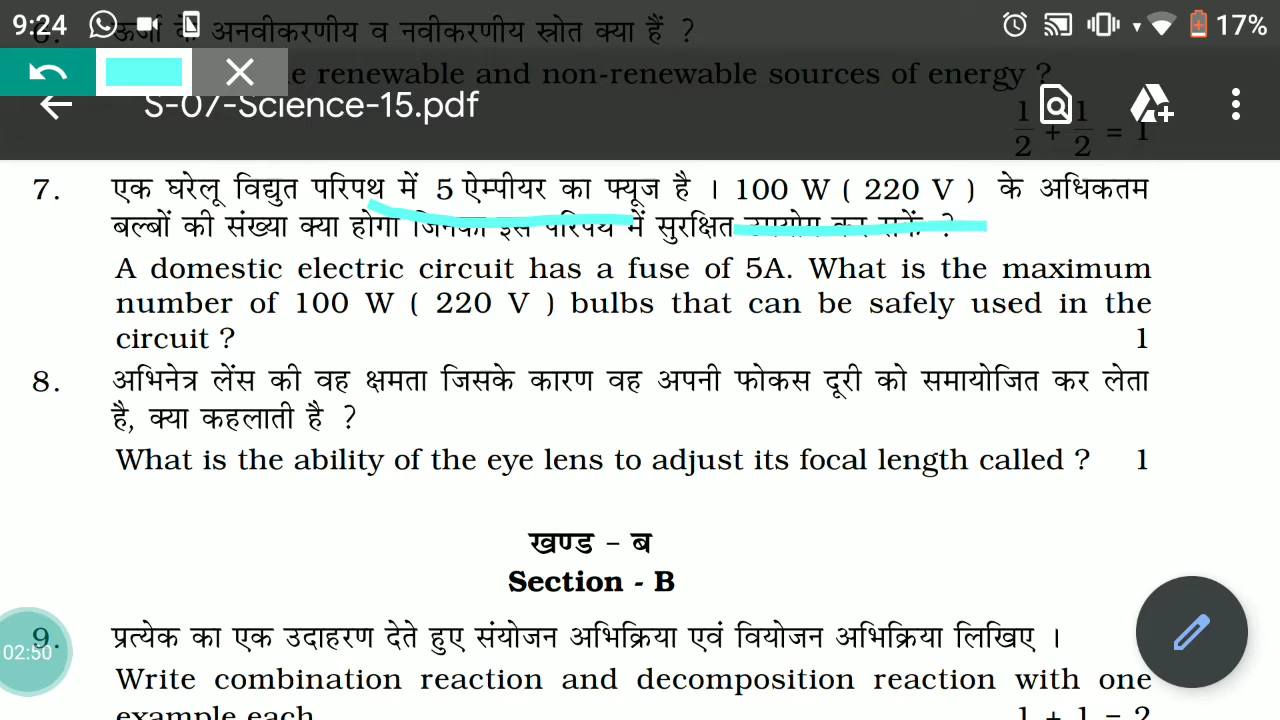 9:24 17%
ऊर्जा के अनवीकरणीय व नवीकरणीय स्रोत क्या हैं ?
renewable and non-renewable sources of energy ?
S-07-Science-15.pdf
1/2 + 1/2 = 1
7. एक घरेलू विद्युत परिपथ में 5 ऐम्पीयर का फ्यूज है । 100 W ( 220 V ) के अधिकतम
बल्बों की संख्या क्या होगा जिनका इस परिपथ में सुरक्षित उपयोग कर सकें ?
A domestic electric circuit has a fuse of 5A. What is the maximum
number of 100 W ( 220 V ) bulbs that can be safely used in the
circuit ? 1
8. अभिनेत्र लेंस की वह क्षमता जिसके कारण वह अपनी फोकस दूरी को समायोजित कर लेता
है, क्या कहलाती है ?
What is the ability of the eye lens to adjust its focal length called ? 1
खण्ड – ब
Section - B
9. प्रत्येक का एक उदाहरण देते हुए संयोजन अभिक्रिया एवं वियोजन अभिक्रिया लिखिए ।
02:50
Write combination reaction and decomposition reaction with one
example each. 1 + 1 = 2